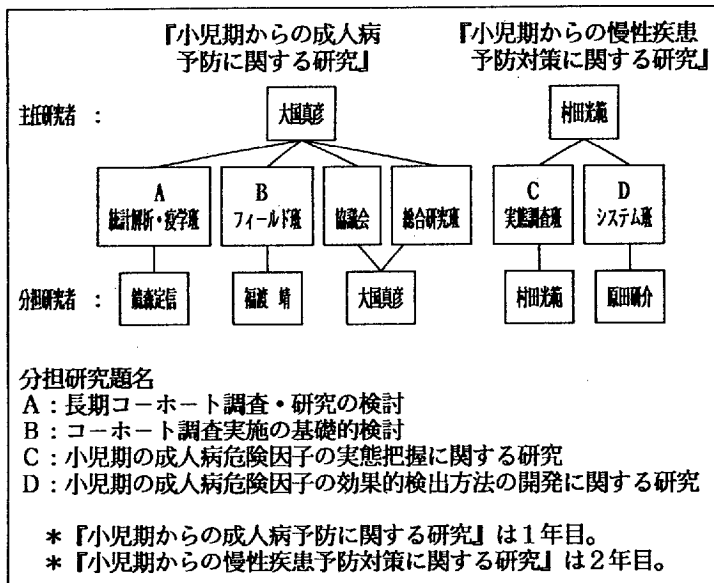 『小児期からの成人病
予防に関する研究』
『小児期からの慢性疾患
予防対策に関する研究』
主任研究者 :
大国真彦
村田光範
A
統計解析・疫学班
B
フィールド班
協議会
総合研究班
C
実態調査班
D
システム班
分担研究者 :
鏡森定信
福渡 靖
大国真彦
村田光範
原田研介
分担研究題名
A:長期コーホート調査・研究の検討
B:コーホート調査実施の基礎的検討
C:小児期の成人病危険因子の実態把握に関する研究
D:小児期の成人病危険因子の効果的検出方法の開発に関する研究
*『小児期からの成人病予防に関する研究』は1年目。
*『小児期からの慢性疾患予防対策に関する研究』は2年目。